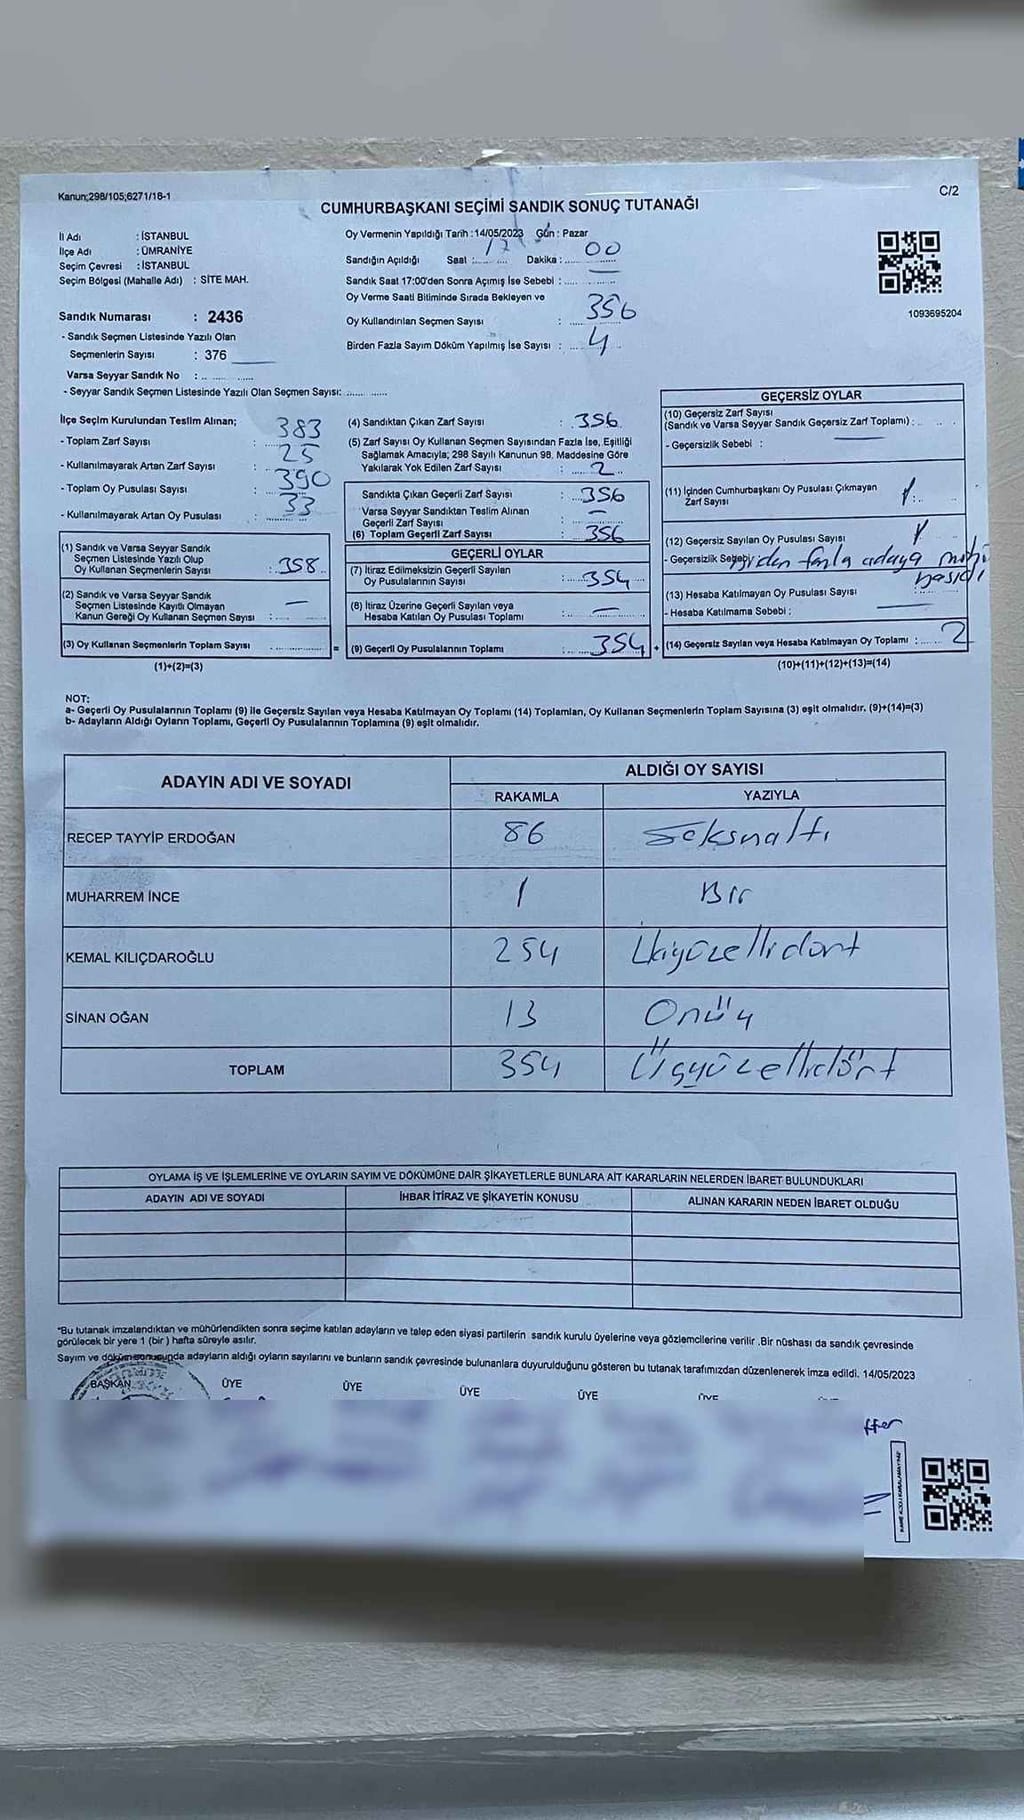 Kanun;298/105;6271/18-1
C/2
CUMHURBAŞKANI SEÇİMİ SANDIK SONUÇ TUTANAĞI
İl Adı : İSTANBUL
İlçe Adı : ÜMRANİYE
Seçim Çevresi : İSTANBUL
Seçim Bölgesi (Mahalle Adı) : SİTE MAH.
Sandık Numarası : 2436
- Sandık Seçmen Listesinde Yazılı Olan
Seçmenlerin Sayısı : 376
Varsa Seyyar Sandık No : .. ......
- Seyyar Sandık Seçmen Listesinde Yazılı Olan Seçmen Sayısı: ...... ......
Oy Vermenin Yapıldığı Tarih : 14/05/2023 Gün : Pazar
Sandığın Açıldığı Saat : 17 Dakika : 00
Sandık Saat 17:00'den Sonra Açımış İse Sebebi : ...... ......
Oy Verme Saati Bitiminde Sırada Bekleyen ve
Oy Kullandırılan Seçmen Sayısı : 356
Birden Fazla Sayım Döküm Yapılmış İse Sayısı : 4
1093695204
İlçe Seçim Kurulundan Teslim Alınan;
- Toplam Zarf Sayısı : 383
- Kullanılmayarak Artan Zarf Sayısı : 25
- Toplam Oy Pusulası Sayısı : 390
- Kullanılmayarak Artan Oy Pusulası : 33
(1) Sandık ve Varsa Seyyar Sandık
Seçmen Listesinde Yazılı Olup
Oy Kullanan Seçmenlerin Sayısı : 358
(2) Sandık ve Varsa Seyyar Sandık
Seçmen Listesinde Kayıtlı Olmayan
Kanun Gereği Oy Kullanan Seçmen Sayısı : —
(3) Oy Kullanan Seçmenlerin Toplam Sayısı ............... =
(1)+(2)=(3)
(4) Sandıktan Çıkan Zarf Sayısı : 356
(5) Zarf Sayısı Oy Kullanan Seçmen Sayısından Fazla İse, Eşitliği
Sağlamak Amacıyla; 298 Sayılı Kanunun 98. Maddesine Göre
Yakılarak Yok Edilen Zarf Sayısı : 2
Sandıkta Çıkan Geçerli Zarf Sayısı : 356
Varsa Seyyar Sandıktan Teslim Alınan
Geçerli Zarf Sayısı : —
(6) Toplam Geçerli Zarf Sayısı : 356
GEÇERLİ OYLAR
(7) İtiraz Edilmeksizin Geçerli Sayılan
Oy Pusulalarının Sayısı : 354
(8) İtiraz Üzerine Geçerli Sayılan veya
Hesaba Katılan Oy Pusulası Toplamı : —
(9) Geçerli Oy Pusulalarının Toplamı : 354 +
GEÇERSİZ OYLAR
(10) Geçersiz Zarf Sayısı
(Sandık ve Varsa Seyyar Sandık Geçersiz Zarf Toplamı) : —
- Geçersizlik Sebebi :
(11) İçinden Cumhurbaşkanı Oy Pusulası Çıkmayan
Zarf Sayısı : 1
(12) Geçersiz Sayılan Oy Pusulası Sayısı 1
- Geçersizlik Sebebi: fazla adaya mühür
basıdı
(13) Hesaba Katılmayan Oy Pusulası Sayısı
- Hesaba Katılmama Sebebi : —
(14) Geçersiz Sayılan veya Hesaba Katılmayan Oy Toplamı : 2
(10)+(11)+(12)+(13)=(14)
NOT:
a- Geçerli Oy Pusulalarının Toplamı (9) ile Geçersiz Sayılan veya Hesaba Katılmayan Oy Toplamı (14) Toplamları, Oy Kullanan Seçmenlerin Toplam Sayısına (3) eşit olmalıdır. (9)+(14)=(3)
b- Adayların Aldığı Oyların Toplamı, Geçerli Oy Pusulalarının Toplamına (9) eşit olmalıdır.
ADAYIN ADI VE SOYADI ALDIĞI OY SAYISI
RAKAMLA YAZIYLA
RECEP TAYYİP ERDOĞAN 86 Seksnaltı
MUHARREM İNCE 1 Bir
KEMAL KILIÇDAROĞLU 254 İkiyüzellidört
SİNAN OĞAN 13 Onüç
TOPLAM 354 Üçyüzellidört
OYLAMA İŞ VE İŞLEMLERİNE VE OYLARIN SAYIM VE DÖKÜMÜNE DAİR ŞİKAYETLERLE BUNLARA AİT KARARLARIN NELERDEN İBARET BULUNDUKLARI
ADAYIN ADI VE SOYADI İHBAR İTİRAZ VE ŞİKAYETİN KONUSU ALINAN KARARIN NEDEN İBARET OLDUĞU
*Bu tutanak imzalandıktan ve mühürlendikten sonra seçime katılan adayların ve talep eden siyasi partilerin sandık kurulu üyelerine veya gözlemcilerine verilir .Bir nüshası da sandık çevresinde
görülecek bir yere 1 (bir ) hafta süreyle asılır.
Sayım ve döküm sonucunda adayların aldığı oyların sayılarını ve bunların sandık çevresinde bulunanlara duyurulduğunu gösteren bu tutanak tarafımızdan düzenlenerek imza edildi. 14/05/2023
BAŞKAN ÜYE ÜYE ÜYE ÜYE ÜYE